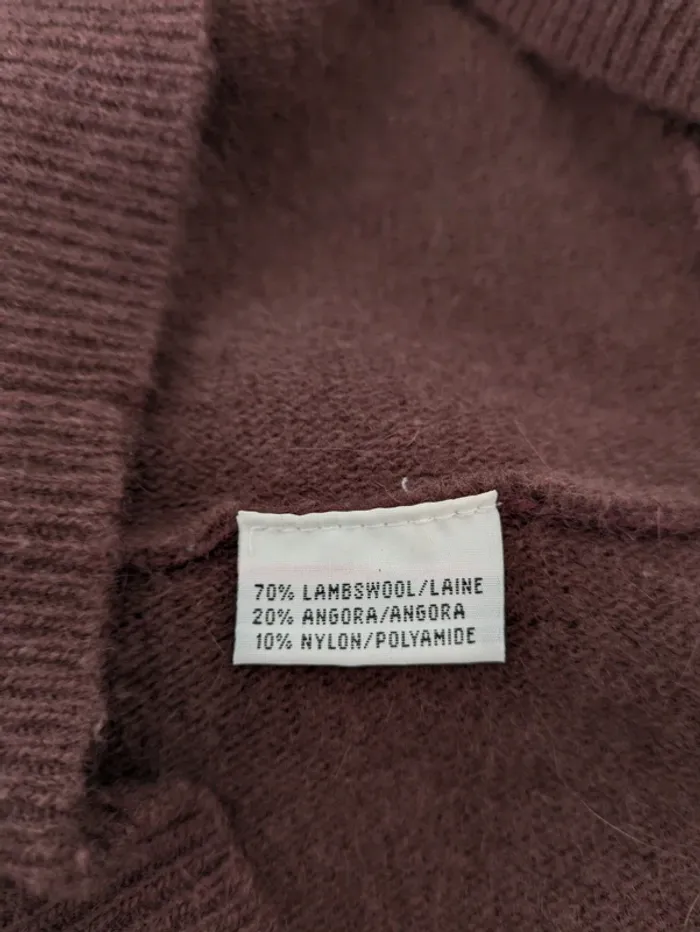 70% LAMBSWOOL/LAINE
20% ANGORA/ANGORA
10% NYLON/POLYAMIDE